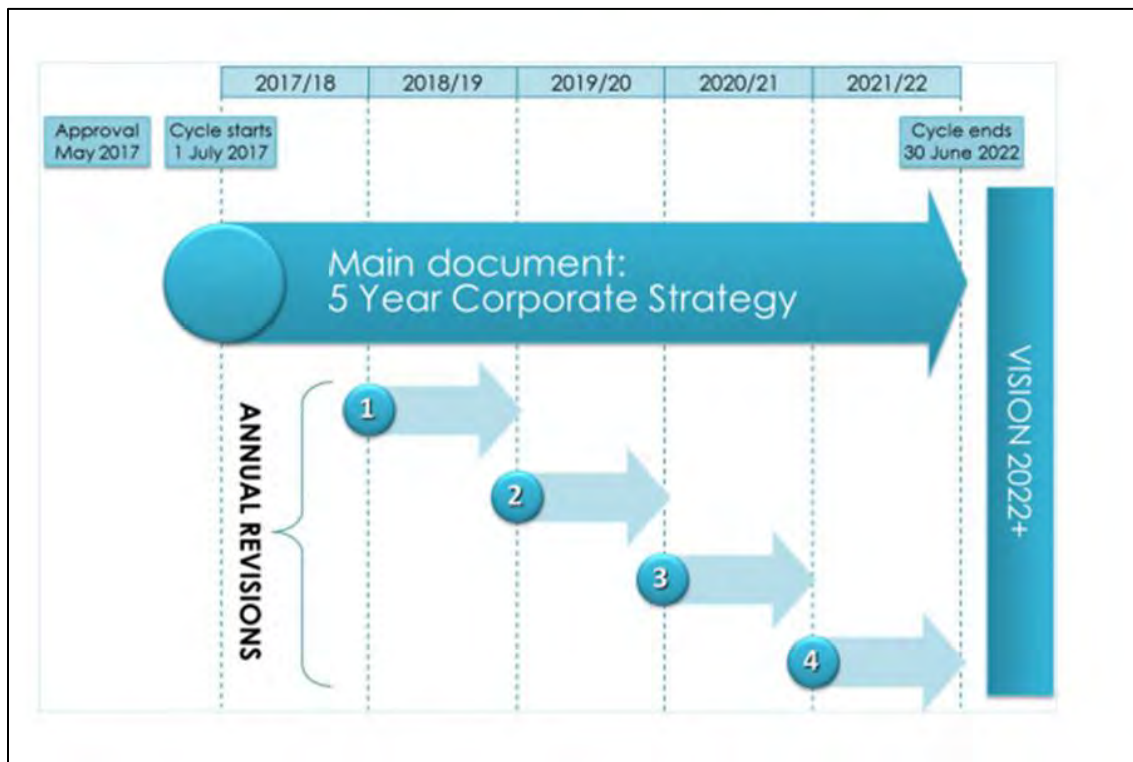 2017/18
2018/19
2019/20
2020/21
2021/22
Approval
May 2017
Cycle starts
1 July 2017
Cycle ends
30 June 2022
Main document:
5 Year Corporate Strategy
ANNUAL REVISIONS
1
2
3
4
VISION 2022+